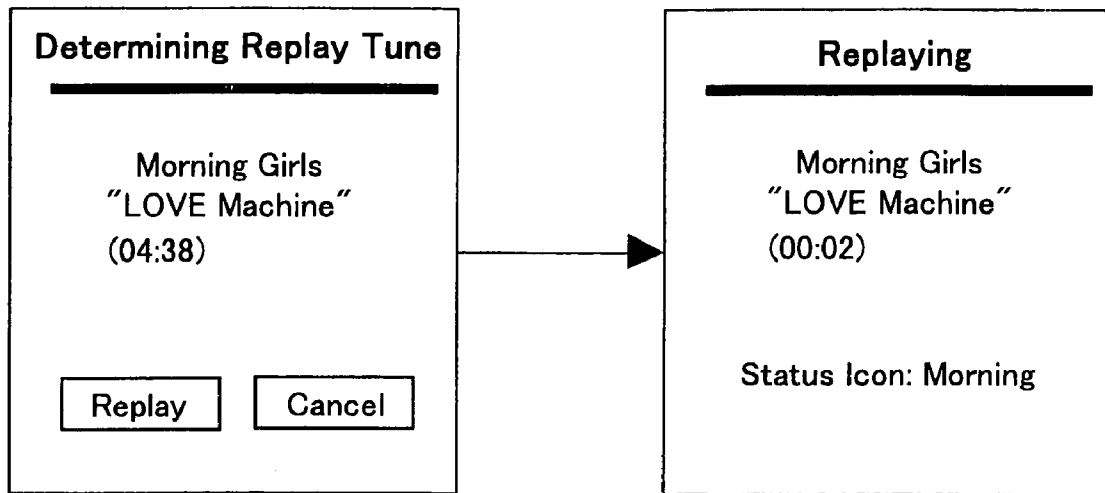 Determining Replay Tune
Morning Girls
"LOVE Machine"
(04:38)
Replay
Cancel
Replaying
Morning Girls
"LOVE Machine"
(00:02)
Status Icon: Morning